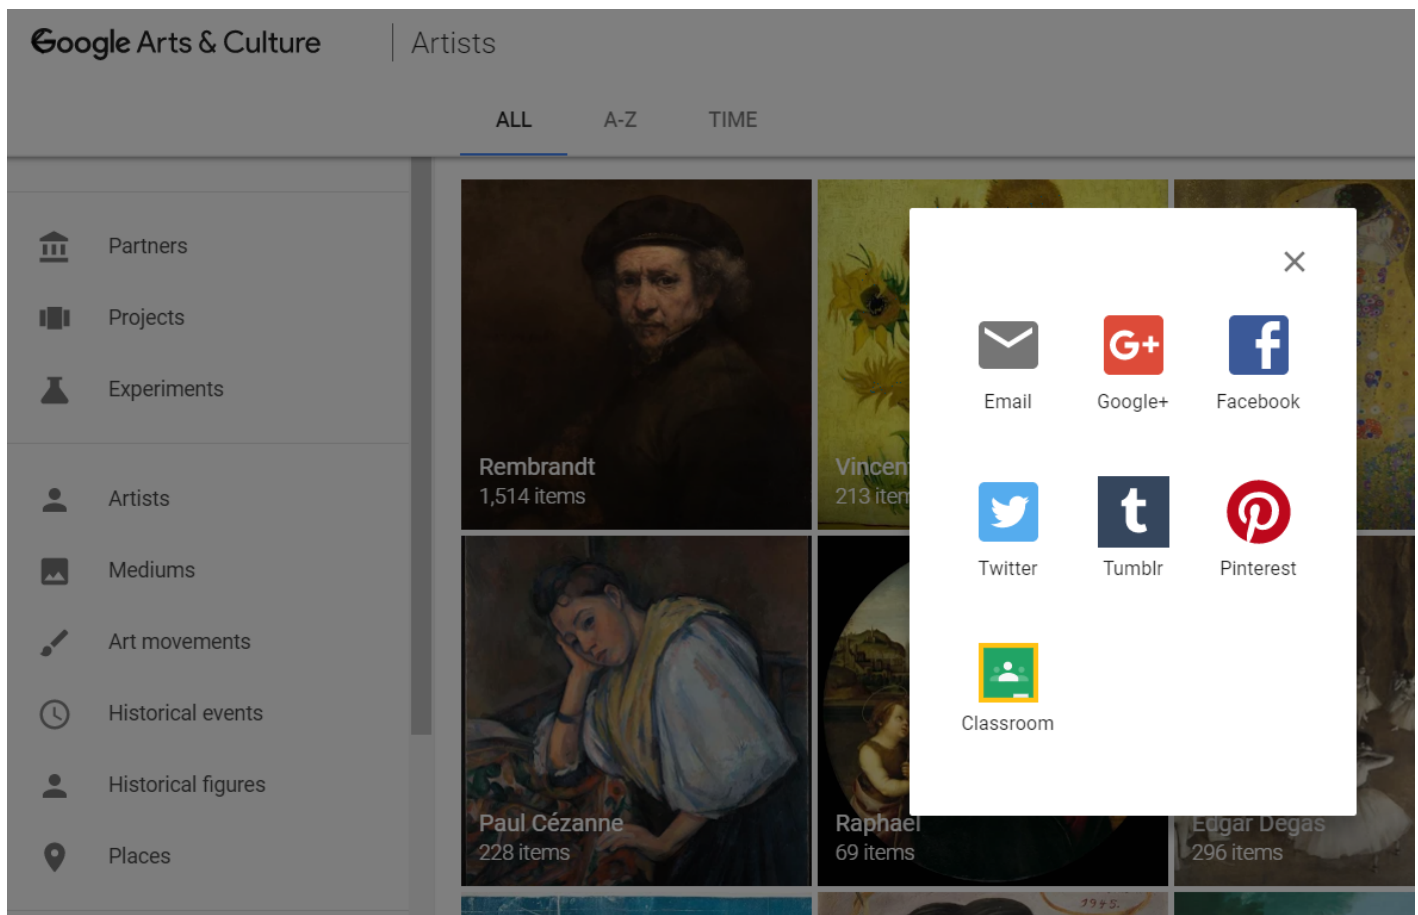 Google Arts & Culture
Artists
ALL
A-Z
TIME
Partners
Projects
Experiments
Artists
Mediums
Art movements
Historical events
Historical figures
Places
Rembrandt
1,514 items
213
Paul Cézanne
228 items
Raphael
69 items
Edgar Degas
296 items
Email
G+
Google+
f
Facebook
Twitter
t
Tumblr
Pinterest
Classroom
1945.